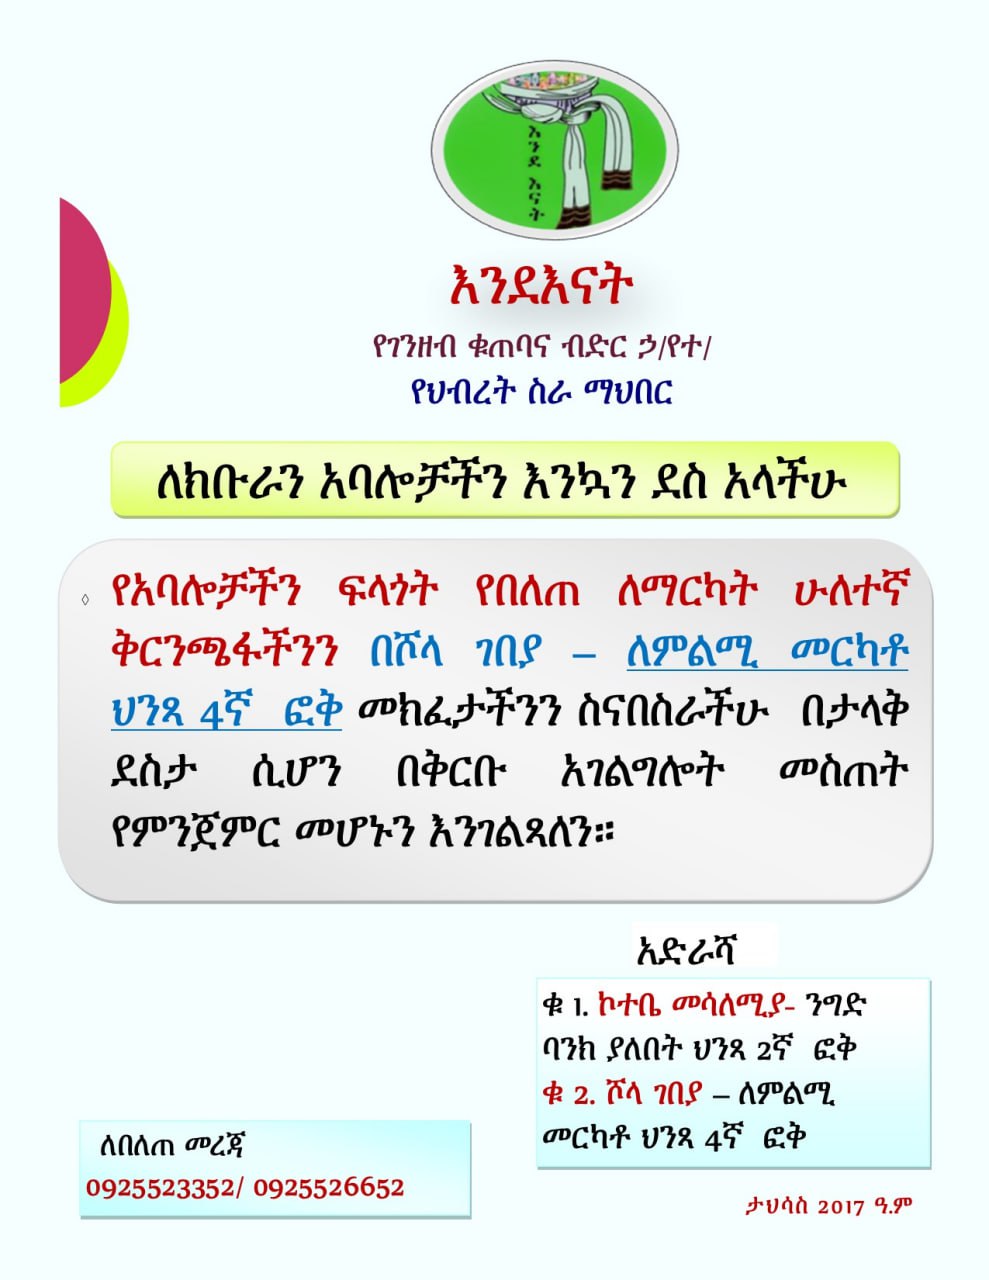 እንደ እናት
እንደእናት
የገንዘብ ቁጠባና ብድር ኃ/የተ/
የህብረት ስራ ማህበር
ለክቡራን አባሎቻችን እንኳን ደስ አላችሁ
◊ የአባሎቻችን ፍላጎት የበለጠ ለማርካት ሁለተኛ
ቅርንጫፋችንን በሾላ ገበያ – ለምልሚ መርካቶ
ህንጻ 4ኛ ፎቅ መክፈታችንን ስናበስራችሁ በታላቅ
ደስታ ሲሆን በቅርቡ አገልግሎት መስጠት
የምንጀምር መሆኑን እንገልጻለን።
አድራሻ
ቁ 1. ኮተቤ መሳለሚያ- ንግድ
ባንክ ያለበት ህንጻ 2ኛ ፎቅ
ቁ 2. ሾላ ገበያ – ለምልሚ
መርካቶ ህንጻ 4ኛ ፎቅ
ለበለጠ መረጃ
0925523352/ 0925526652
ታህሳስ 2017 ዓ.ም